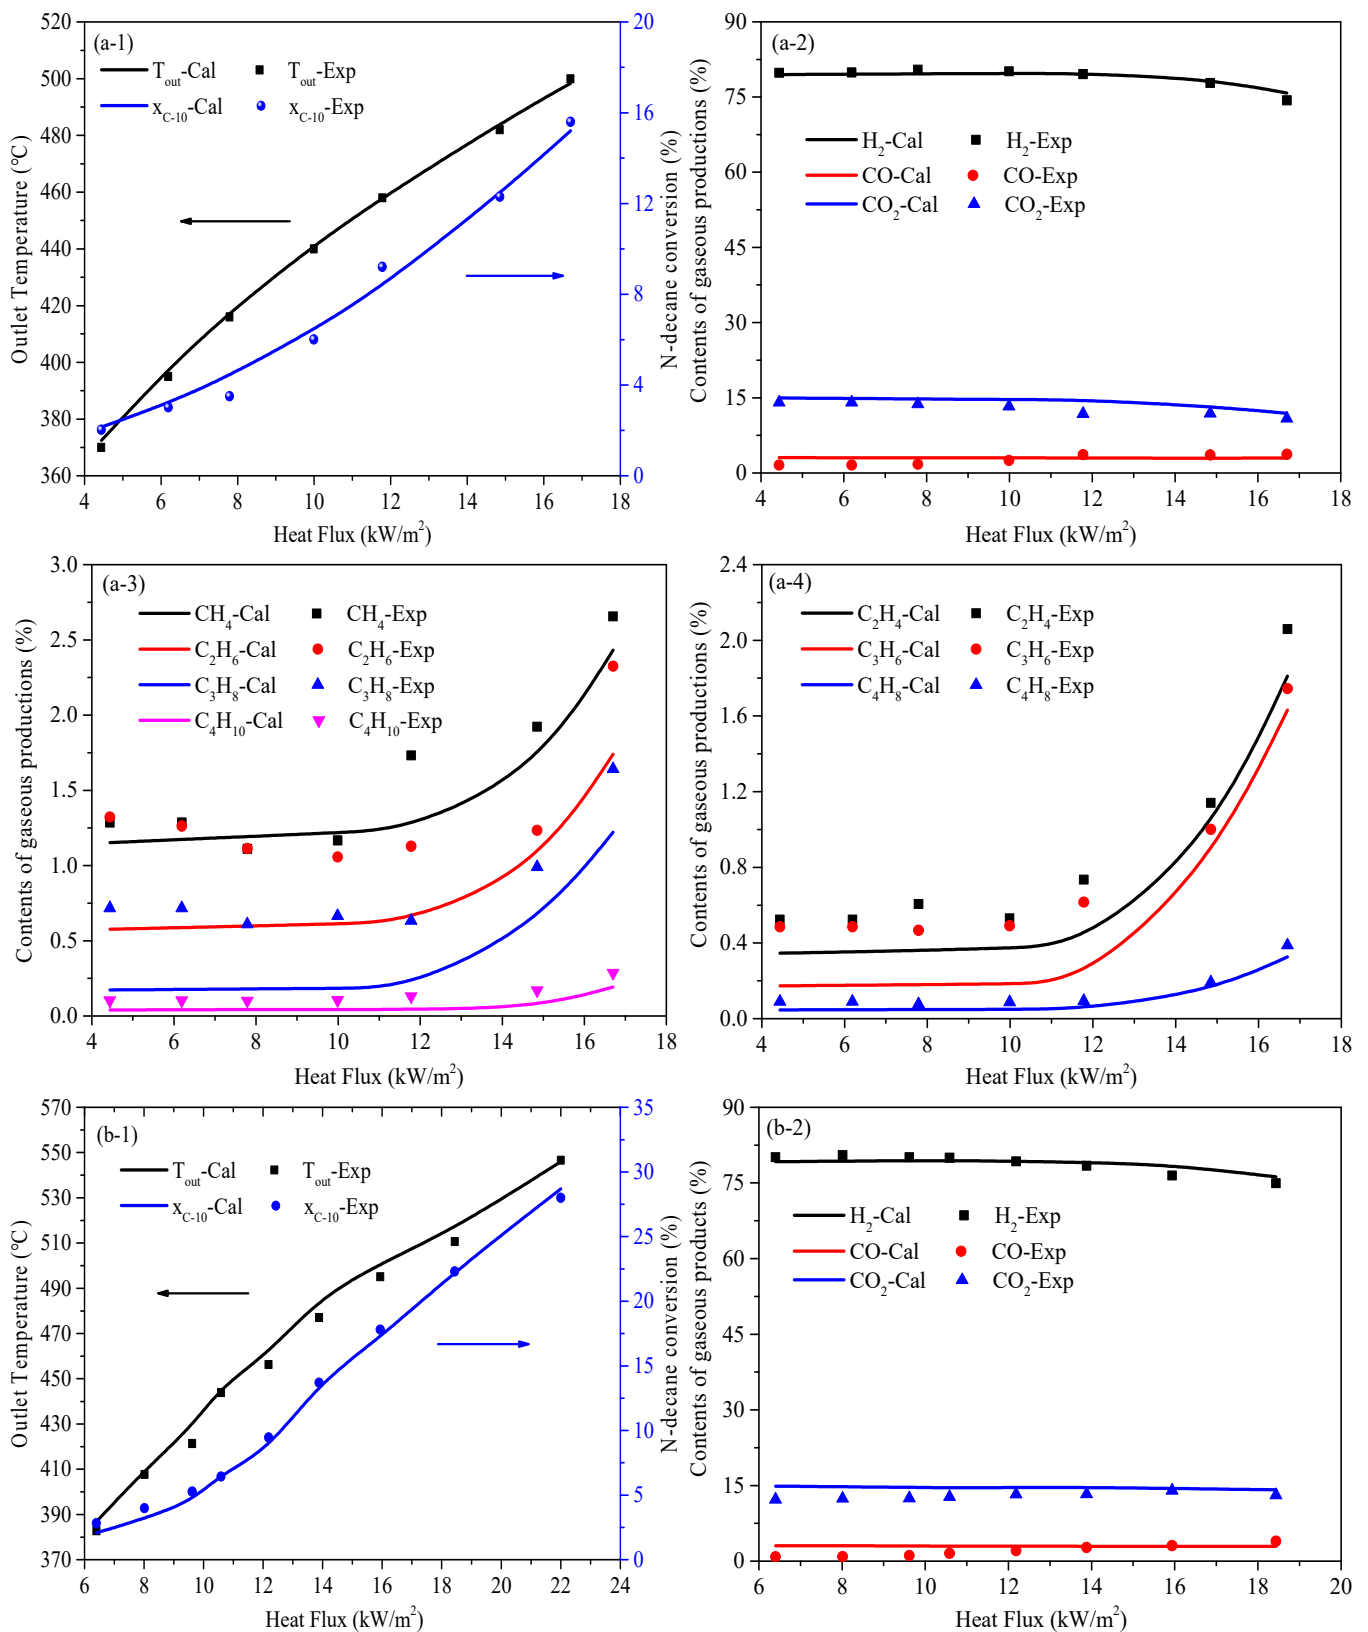 (a-1)
T_out-Cal T_out-Exp
x_C-10-Cal x_C-10-Exp
Outlet Temperature (°C)
520
500
480
460
440
420
400
380
360
N-decane conversion (%)
20
16
12
8
4
0
4 6 8 10 12 14 16 18
Heat Flux (kW/m²)
(a-2)
H₂-Cal H₂-Exp
CO-Cal CO-Exp
CO₂-Cal CO₂-Exp
Contents of gaseous productions (%)
90
75
60
45
30
15
0
4 6 8 10 12 14 16 18
Heat Flux (kW/m²)
(a-3)
CH₄-Cal CH₄-Exp
C₂H₆-Cal C₂H₆-Exp
C₃H₈-Cal C₃H₈-Exp
C₄H₁₀-Cal C₄H₁₀-Exp
Contents of gaseous productions (%)
3.0
2.5
2.0
1.5
1.0
0.5
0.0
4 6 8 10 12 14 16 18
Heat Flux (kW/m²)
(a-4)
C₂H₄-Cal C₂H₄-Exp
C₃H₆-Cal C₃H₆-Exp
C₄H₈-Cal C₄H₈-Exp
Contents of gaseous productions (%)
2.4
2.0
1.6
1.2
0.8
0.4
0.0
4 6 8 10 12 14 16 18
Heat Flux (kW/m²)
(b-1)
T_out-Cal T_out-Exp
x_C-10-Cal x_C-10-Exp
Outlet Temperature (°C)
570
550
530
510
490
470
450
430
410
390
370
N-decane conversion (%)
35
30
25
20
15
10
5
0
6 8 10 12 14 16 18 20 22 24
Heat Flux (kW/m²)
(b-2)
H₂-Cal H₂-Exp
CO-Cal CO-Exp
CO₂-Cal CO₂-Exp
Contents of gaseous products (%)
90
75
60
45
30
15
0
6 8 10 12 14 16 18 20
Heat Flux (kW/m²)